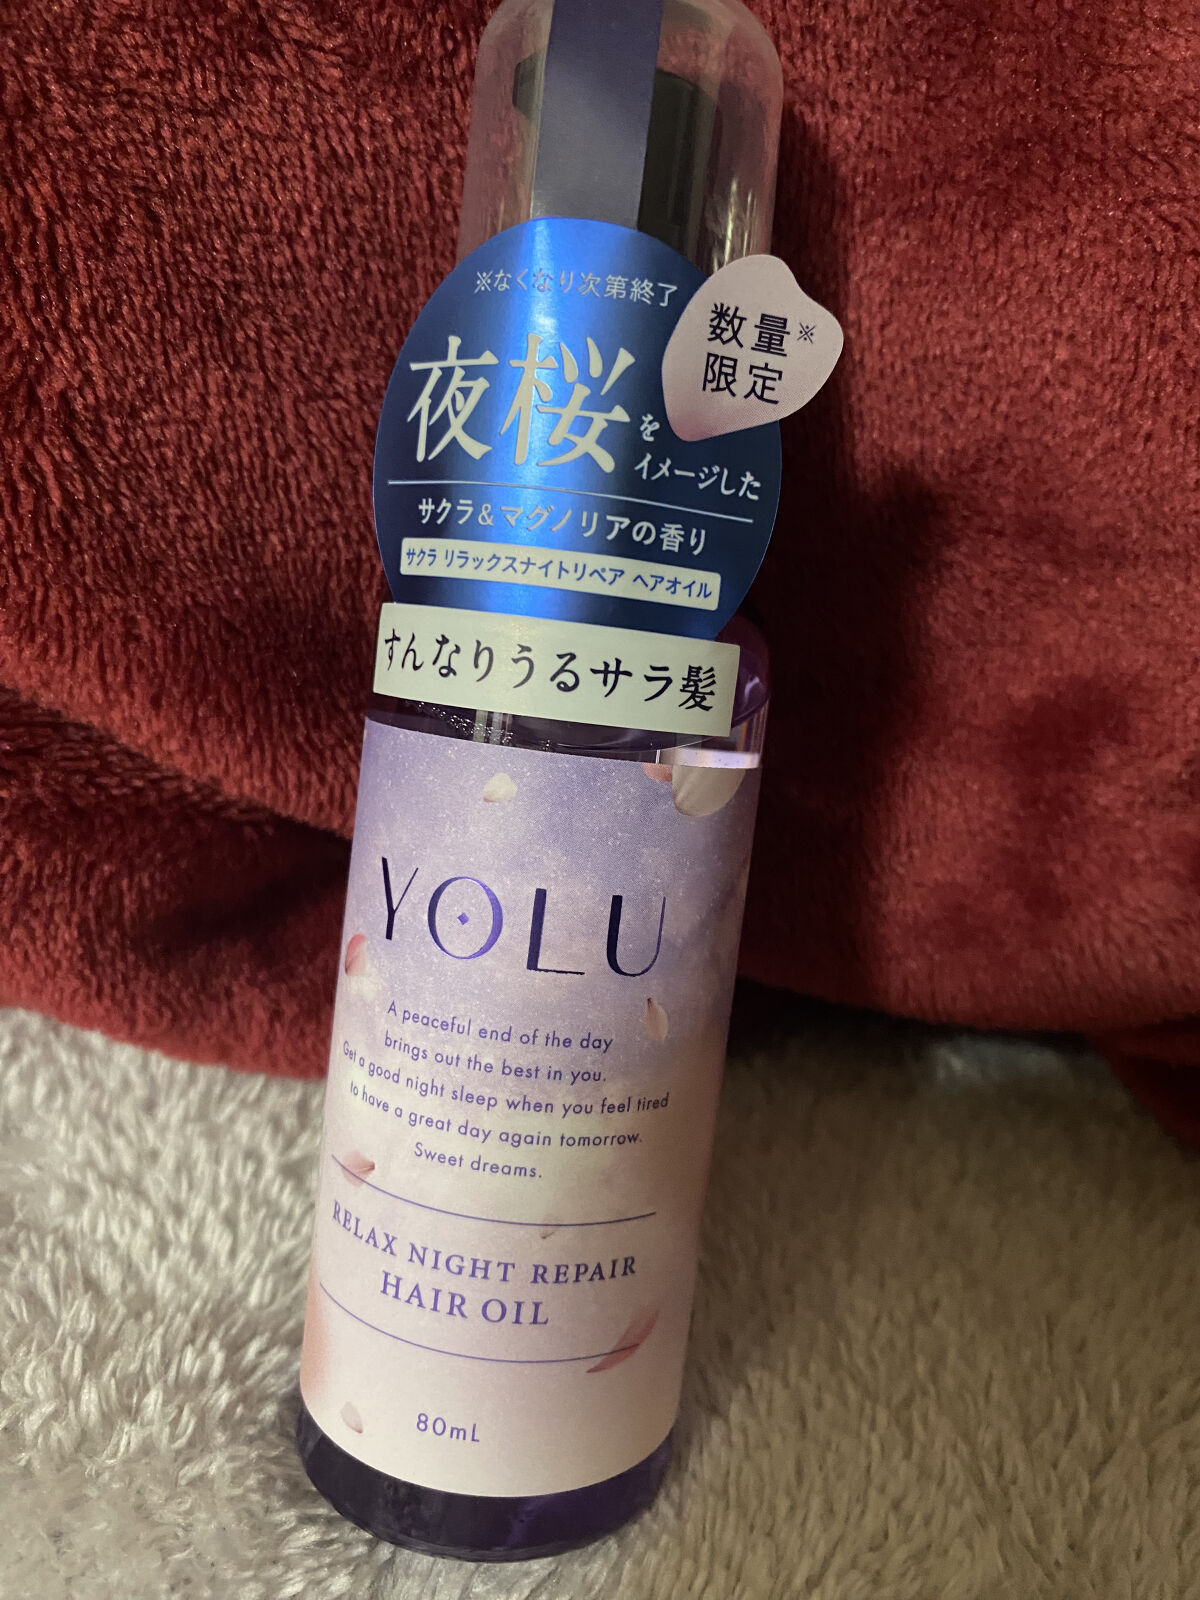 ※なくなり次第終了
数量※
限定
夜桜を
イメージした
サクラ&マグノリアの香り
サクラ リラックスナイトリペア ヘアオイル
すんなりうるサラ髪
YOLU
A peaceful end of the day
brings out the best in you.
Get a good night sleep when you feel tired
to have a great day again tomorrow.
Sweet dreams.
RELAX NIGHT REPAIR
HAIR OIL
80mL